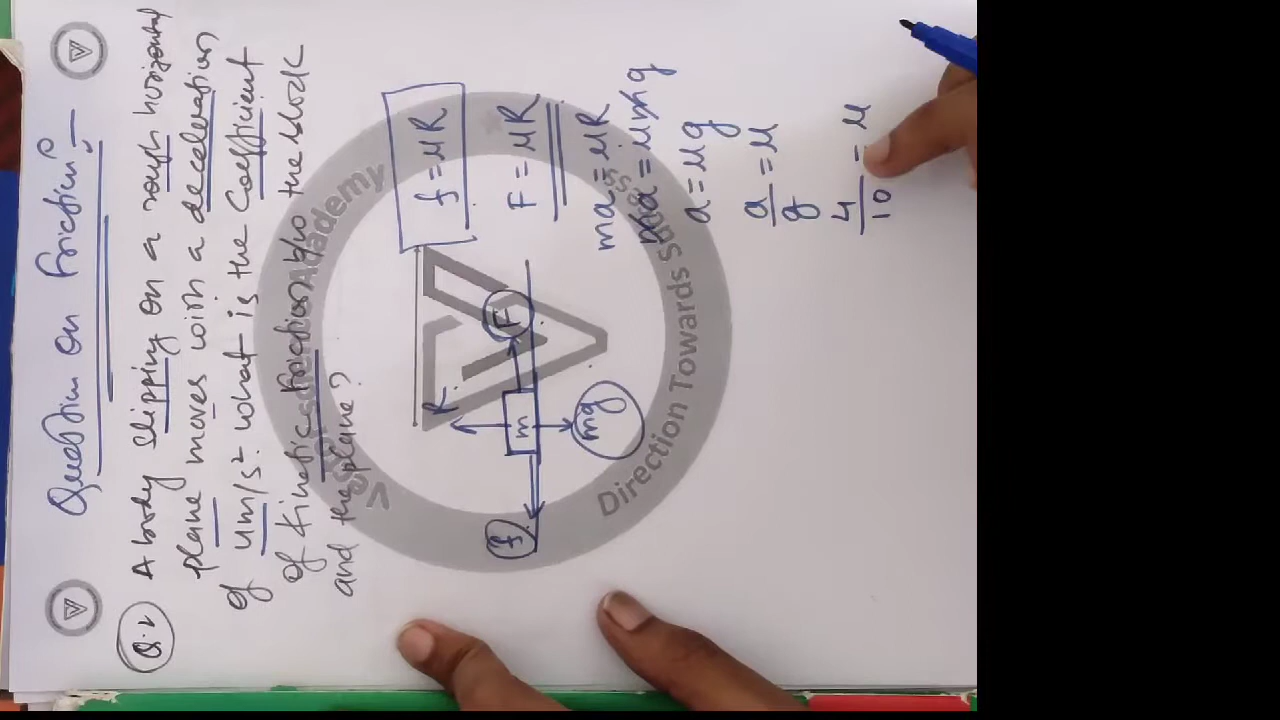 Question on friction:-
Q.2 A body slipping on a rough horizontal
plane moves with a deceleration
of 4m/s². what is the Coefficient
of kinetic friction b/w the block
and the plane?
f = μR
F = μR
ma = μR
ma = μmg
a = μg
a/g = μ
4/10 = μ
R
f
m
F
mg
Academy
Direction Towards Success